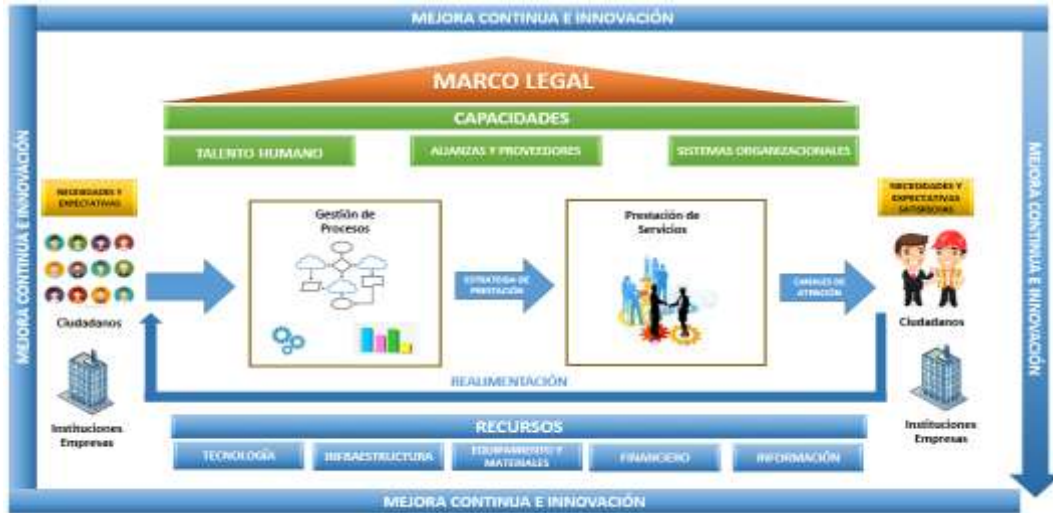 MEJORA CONTINUA E INNOVACIÓN
MARCO LEGAL
CAPACIDADES
TALENTO HUMANO
ALIANZAS Y PROVEEDORES
SISTEMAS ORGANIZACIONALES
MEJORA CONTINUA E INNOVACIÓN
NECESIDADES Y
EXPECTATIVAS
Ciudadanos
Instituciones
Empresas
Gestión de
Procesos
ESTRATEGIA DE
PRESTACIÓN
Prestación de
Servicios
CANALES DE
ATENCIÓN
NECESIDADES Y
EXPECTATIVAS
SATISFECHAS
Ciudadanos
Instituciones
Empresas
MEJORA CONTINUA E INNOVACIÓN
REALIMENTACIÓN
RECURSOS
TECNOLOGÍA
INFRAESTRUCTURA
EQUIPAMIENTO Y
MATERIALES
FINANCIERO
INFORMACIÓN
MEJORA CONTINUA E INNOVACIÓN